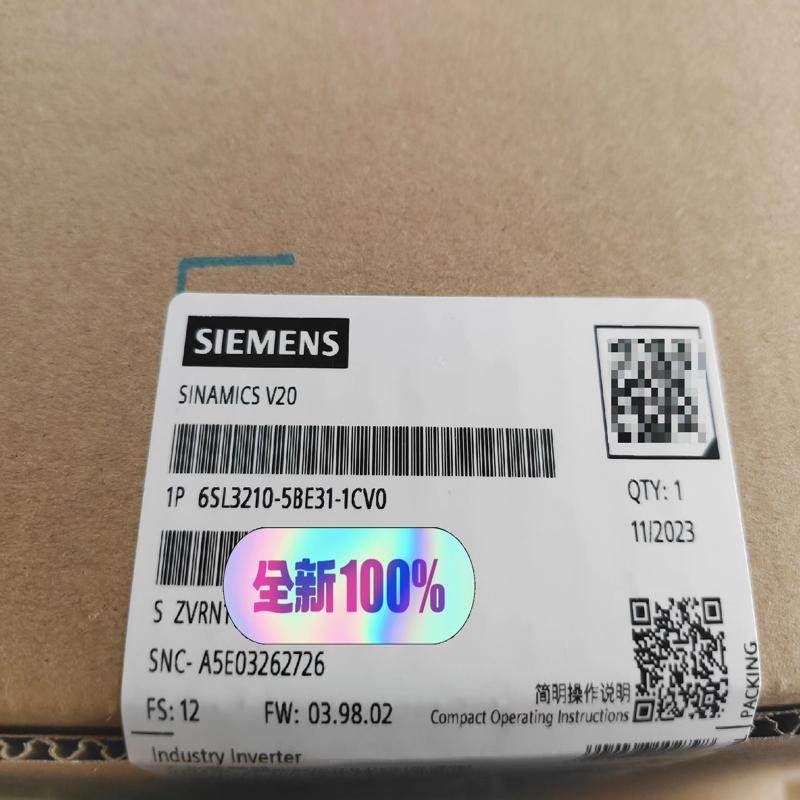 SIEMENS
SINAMICS V20
1P 6SL3210-5BE31-1CV0
QTY: 1
11/2023
全新100%
S
SNC- A5E03262726
FS: 12 FW: 03.98.02
简明操作说明
Compact Operating Instructions
PACKING
Industry Inverter